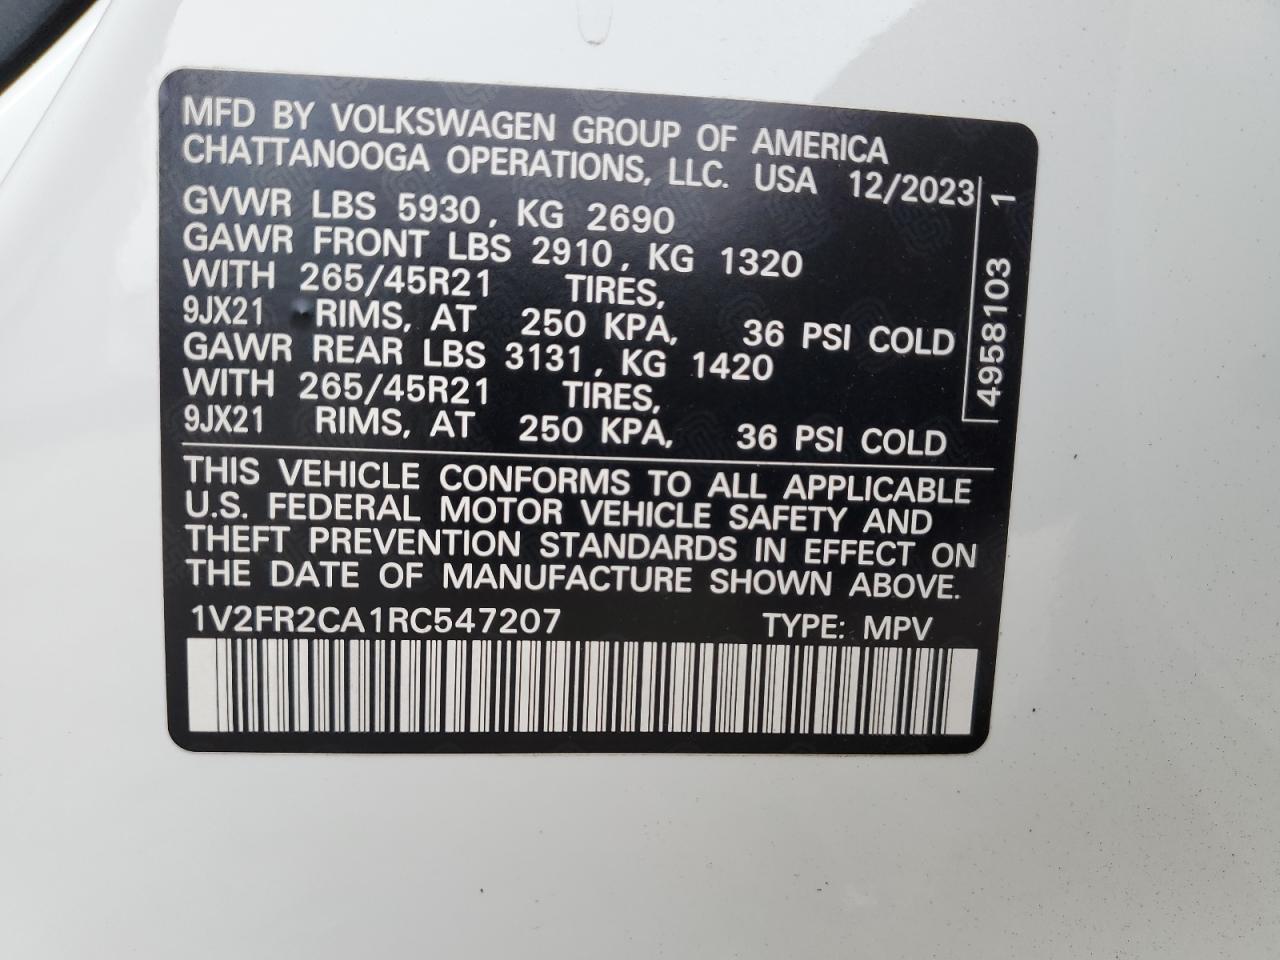 MFD BY VOLKSWAGEN GROUP OF AMERICA
CHATTANOOGA OPERATIONS, LLC. USA 12/2023
GVWR LBS 5930, KG 2690
GAWR FRONT LBS 2910, KG 1320
WITH 265/45R21 TIRES,
9JX21 RIMS, AT 250 KPA, 36 PSI COLD
GAWR REAR LBS 3131, KG 1420
WITH 265/45R21 TIRES,
9JX21 RIMS, AT 250 KPA, 36 PSI COLD
4958103 1
THIS VEHICLE CONFORMS TO ALL APPLICABLE
U.S. FEDERAL MOTOR VEHICLE SAFETY AND
THEFT PREVENTION STANDARDS IN EFFECT ON
THE DATE OF MANUFACTURE SHOWN ABOVE.
1V2FR2CA1RC547207 TYPE: MPV